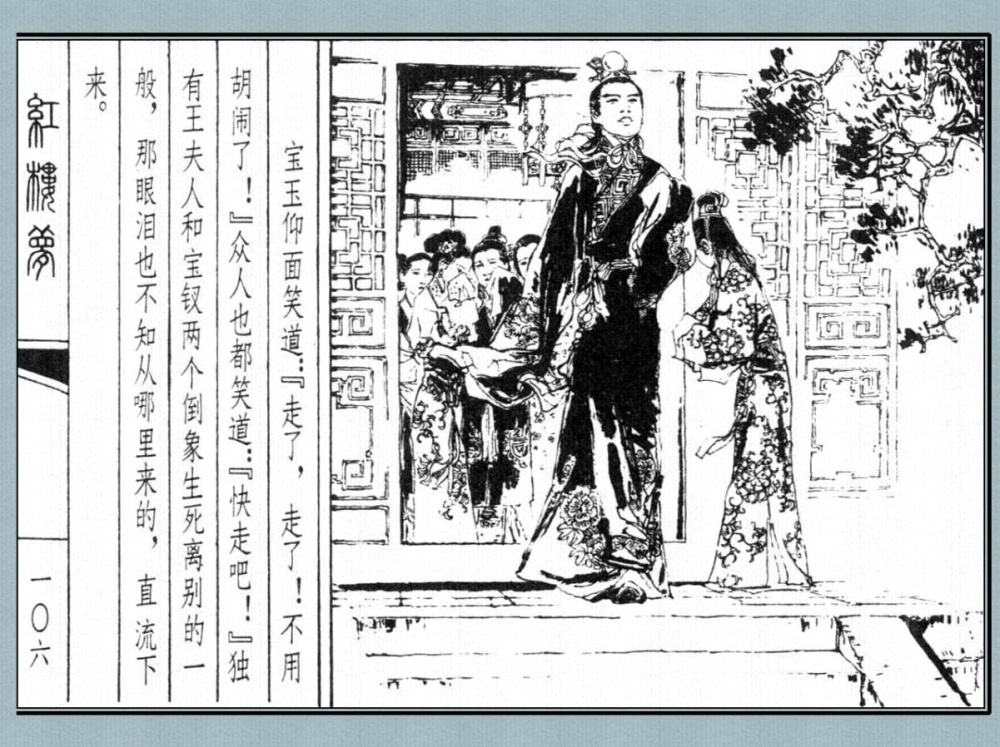 宝玉仰面笑道：『走了，走了！不用
胡闹了！』众人也都笑道：『快走吧！』独
有王夫人和宝钗两个倒象生死离别的一
般，那眼泪也不知从哪里来的，直流下
来。
紅樓夢
一〇六